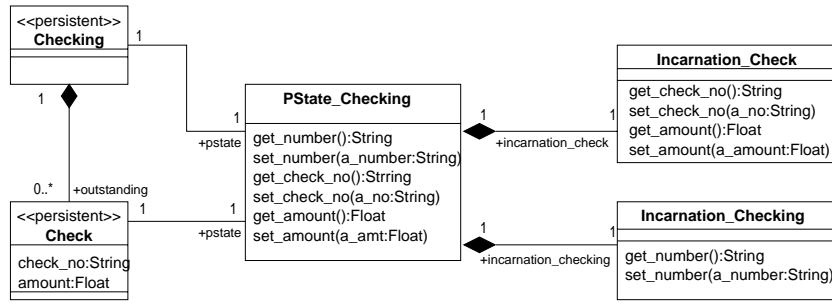 <<persistent>>
Checking
1
1
1
+pstate
0..*
+outstanding
<<persistent>>
Check
check_no:String
amount:Float
1
1
+pstate
PState_Checking
get_number():String
set_number(a_number:String)
get_check_no():Strring
set_check_no(a_no:String)
get_amount():Float
set_amount(a_amt:Float)
1
1
+incarnation_check
Incarnation_Check
get_check_no():String
set_check_no(a_no:String)
get_amount():Float
set_amount(a_amount:Float)
1
1
+incarnation_checking
Incarnation_Checking
get_number():String
set_number(a_number:String)